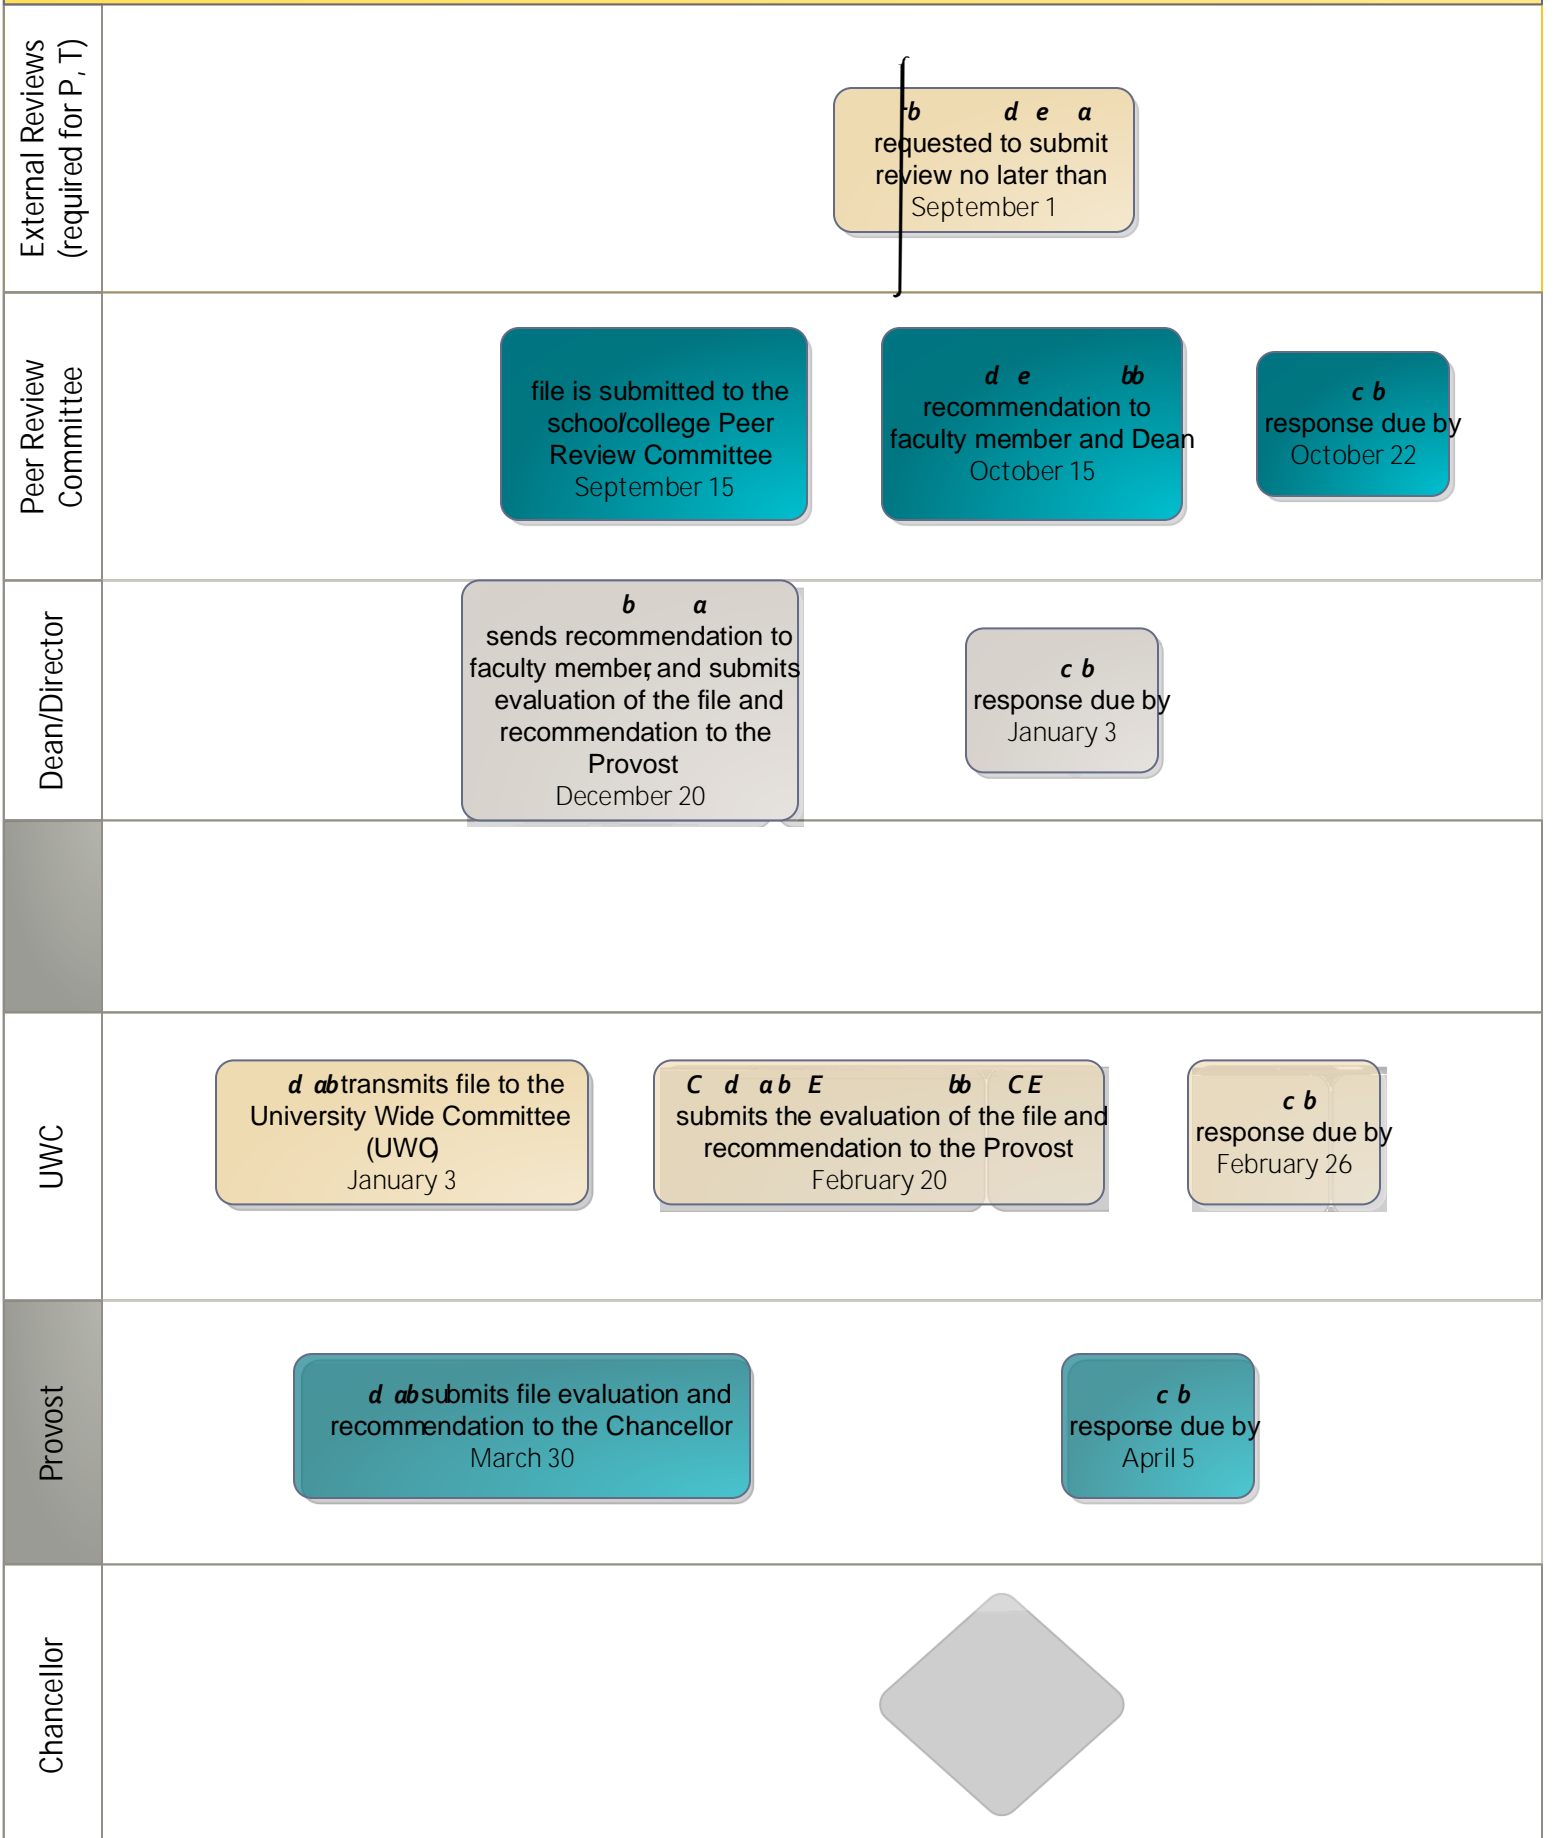 External Reviews
(required for P, T)
requested to submit
review no later than
September 1
Peer Review
Committee
file is submitted to the
school/college Peer
Review Committee
September 15
recommendation to
faculty member and Dean
October 15
response due by
October 22
Dean/Director
sends recommendation to
faculty member, and submits
evaluation of the file and
recommendation to the
Provost
December 20
response due by
January 3
UWC
transmits file to the
University Wide Committee
(UWC)
January 3
submits the evaluation of the file and
recommendation to the Provost
February 20
response due by
February 26
Provost
submits file evaluation and
recommendation to the Chancellor
March 30
response due by
April 5
Chancellor